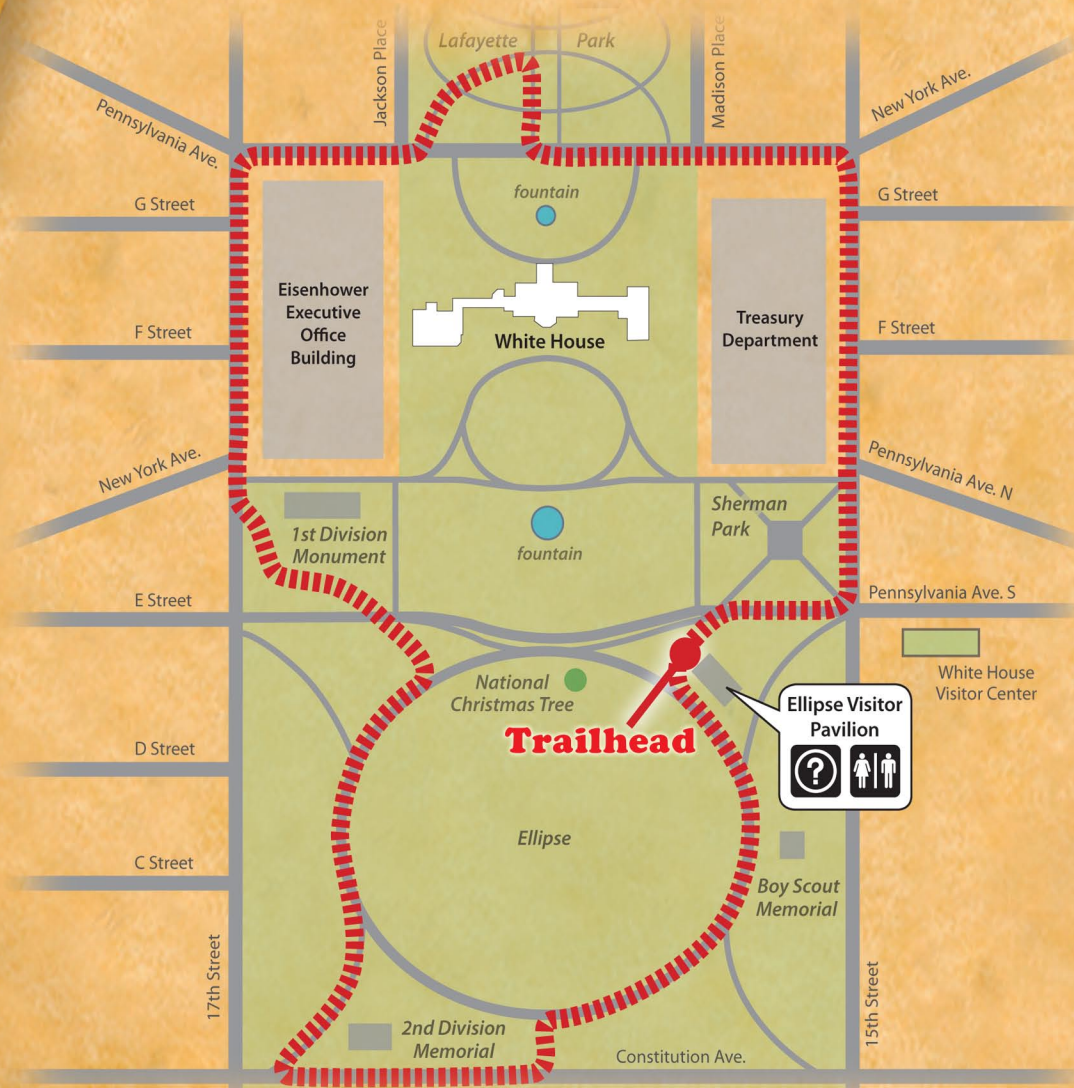 Lafayette Park
Jackson Place
Madison Place
Pennsylvania Ave.
New York Ave.
G Street
fountain
G Street
Eisenhower
Executive
Office
Building
F Street
White House
Treasury
Department
F Street
New York Ave.
Pennsylvania Ave. N
1st Division
Monument
fountain
Sherman
Park
E Street
Pennsylvania Ave. S
White House
Visitor Center
National
Christmas Tree
Trailhead
Ellipse Visitor
Pavilion
?
D Street
Ellipse
C Street
Boy Scout
Memorial
17th Street
15th Street
2nd Division
Memorial
Constitution Ave.